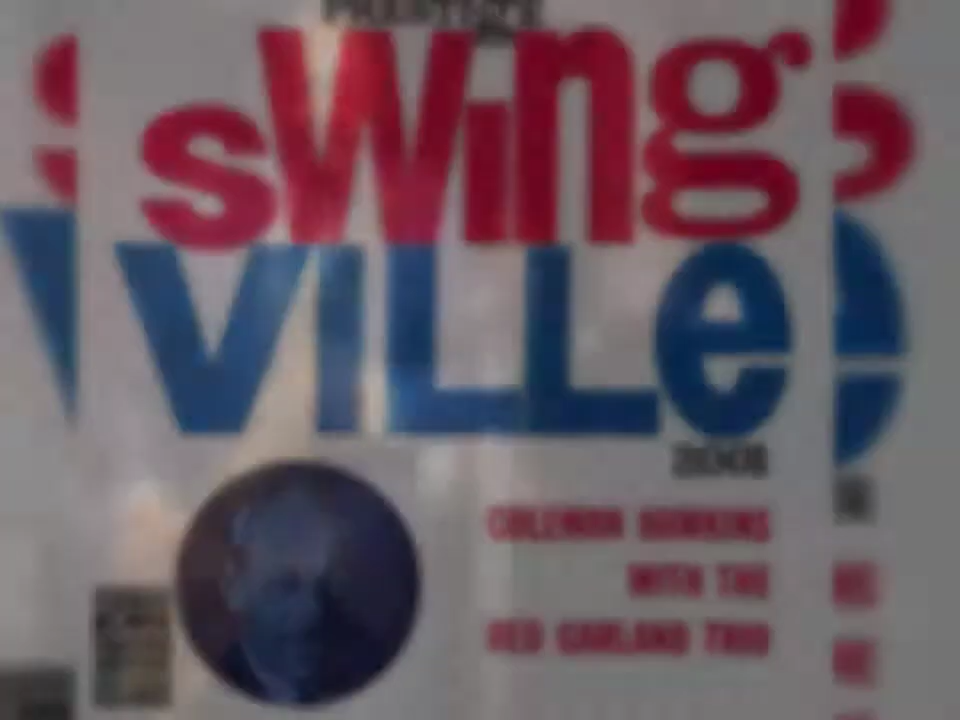 swing
VILLe
COLEMAN HAWKINS
WITH THE
RED GARLAND TRIO